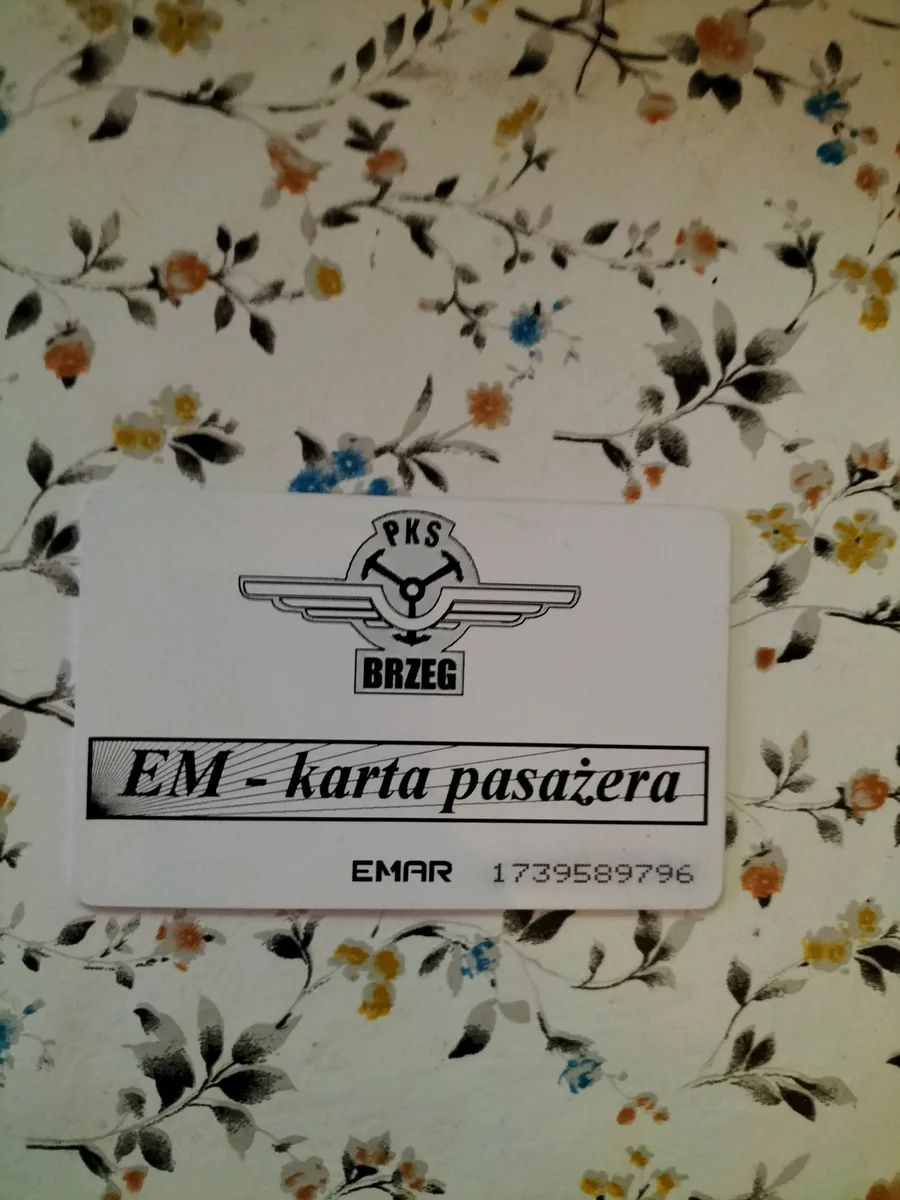 PKS
BRZEG
EM - karta pasażera
EMAR 1739589796